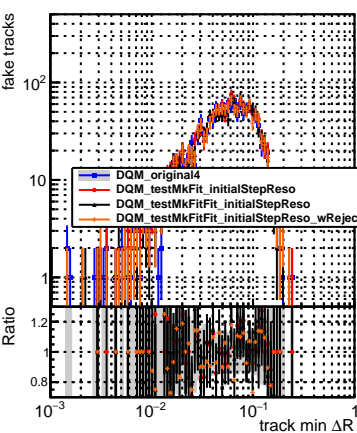 fake tracks
10²
10
1
DQM_original4
DQM_testMkFit_initialStepReso
DQM_testMkFitFit_initialStepReso
DQM_testMkFitFit_initialStepReso_wRejec
Ratio
1.2
1
0.8
10⁻³ 10⁻² 10⁻¹ 1
track min ΔR